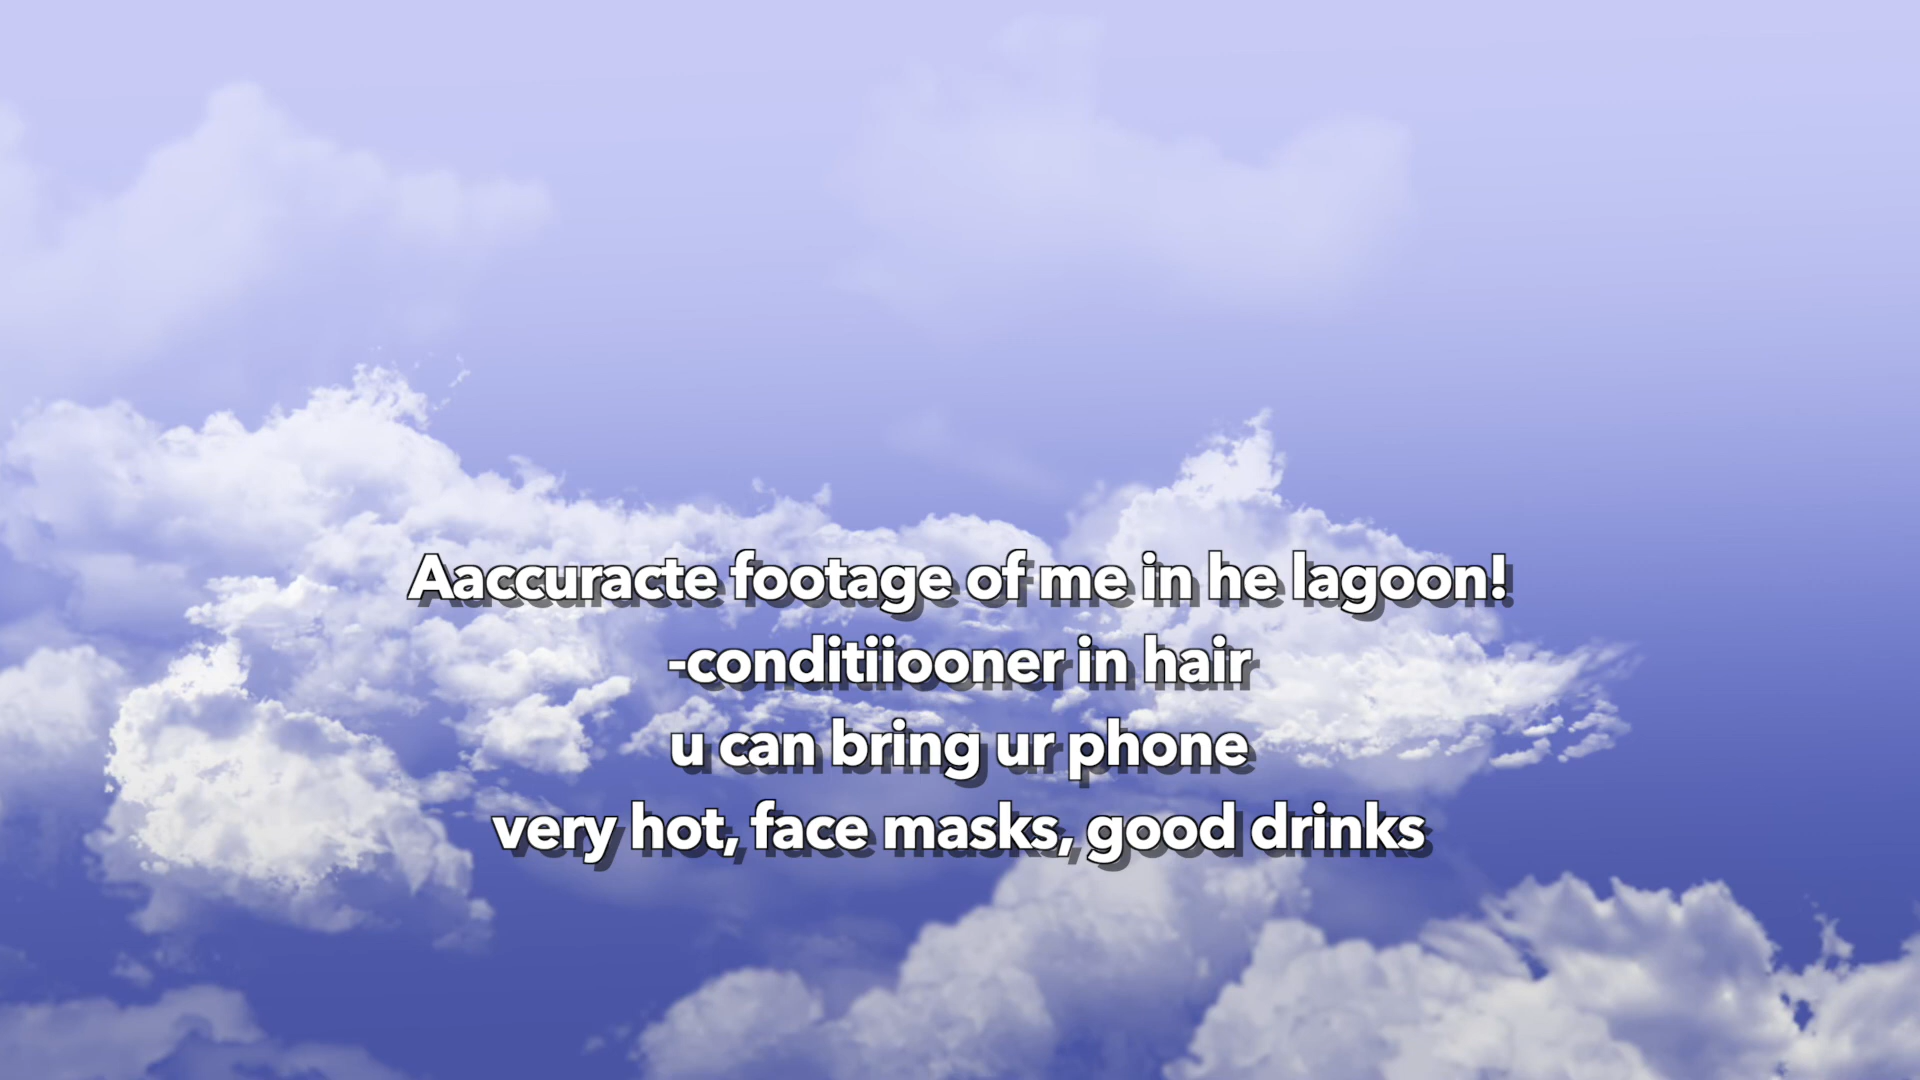 Aaccuracte footage of me in he lagoon!
-conditiiooner in hair
u can bring ur phone
very hot, face masks, good drinks